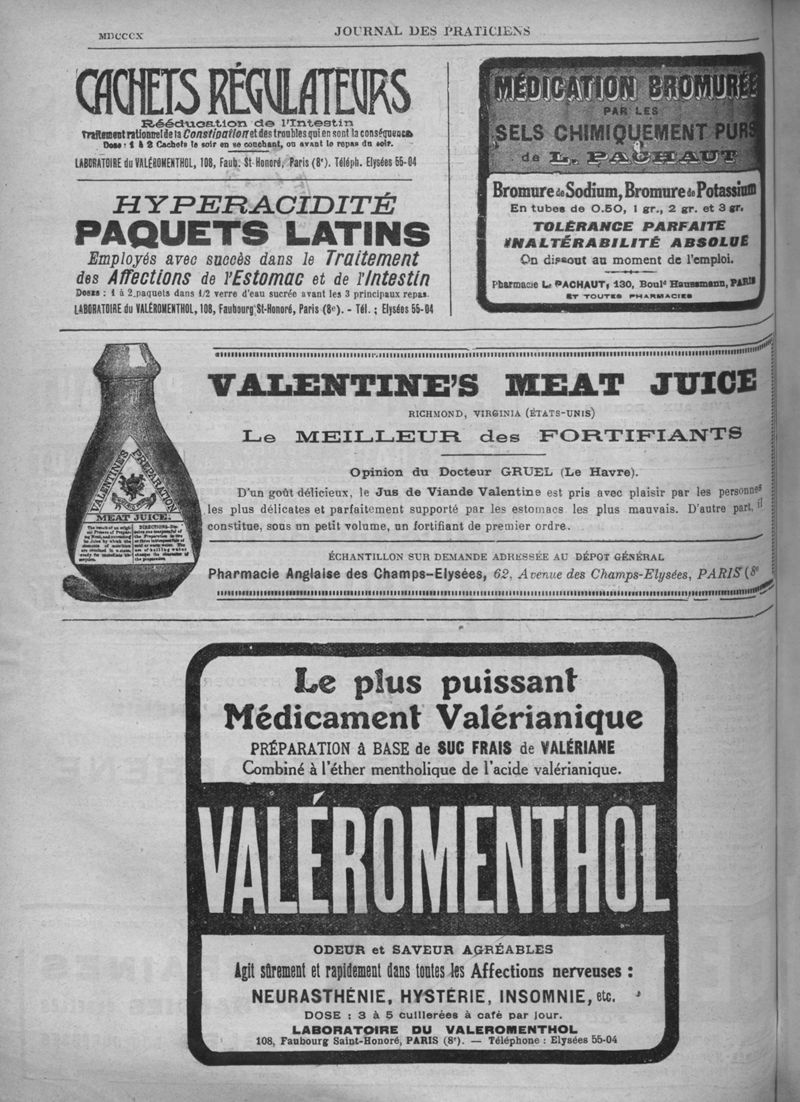 MDCCCX
JOURNAL DES PRATICIENS
CACHETS RÉGULATEURS
Rééducation de l'Intestin
Traitement rationnel de la Constipation et des troubles qui en sont la conséquence
Dose : 1 à 2 Cachets le soir en se couchant, ou avant le repas du soir.
LABORATOIRE du VALÉROMENTHOL, 108, Faub. St-Honoré, Paris (8e). Téléph. Elysées 55-04
HYPERACIDITÉ
PAQUETS LATINS
Employés avec succès dans le Traitement
des Affections de l'Estomac et de l'Intestin
Doses : 1 à 2 paquets dans 1/2 verre d'eau sucrée avant les 3 principaux repas.
LABORATOIRE du VALÉROMENTHOL, 108, Faubourg St-Honoré, Paris (8e). - Tél. ; Elysées 55-04
MÉDICATION BROMURÉE
PAR LES
SELS CHIMIQUEMENT PURS
de L. PACHAUT
Bromure de Sodium, Bromure de Potassium
En tubes de 0.50, 1 gr., 2 gr. et 3 gr.
TOLÉRANCE PARFAITE
INALTÉRABILITÉ ABSOLUE
On dissout au moment de l'emploi.
Pharmacie L. PACHAUT, 130, Bould Haussmann, PARIS
ET TOUTES PHARMACIES
VALENTINE'S
PREPARATION
MEAT JUICE.
VALENTINE'S MEAT JUICE
RICHMOND, VIRGINIA (ÉTATS-UNIS)
Le MEILLEUR des FORTIFIANTS
Opinion du Docteur GRUEL (Le Havre).
D'un goût délicieux, le Jus de Viande Valentine est pris avec plaisir par les personnes
les plus délicates et parfaitement supporté par les estomacs les plus mauvais. D'autre part, il
constitue, sous un petit volume, un fortifiant de premier ordre.
ÉCHANTILLON SUR DEMANDE ADRESSÉE AU DÉPOT GÉNÉRAL
Pharmacie Anglaise des Champs-Elysées, 62, Avenue des Champs-Elysées, PARIS (8e
Le plus puissant
Médicament Valérianique
PRÉPARATION à BASE de SUC FRAIS de VALÉRIANE
Combiné à l'éther mentholique de l'acide valérianique.
VALÉROMENTHOL
ODEUR et SAVEUR AGRÉABLES
Agit sûrement et rapidement dans toutes les Affections nerveuses :
NEURASTHÉNIE, HYSTÉRIE, INSOMNIE, etc.
DOSE : 3 à 5 cuillerées à café par jour.
LABORATOIRE DU VALEROMENTHOL
108, Faubourg Saint-Honoré, PARIS (8e). — Téléphone : Elysées 55-04